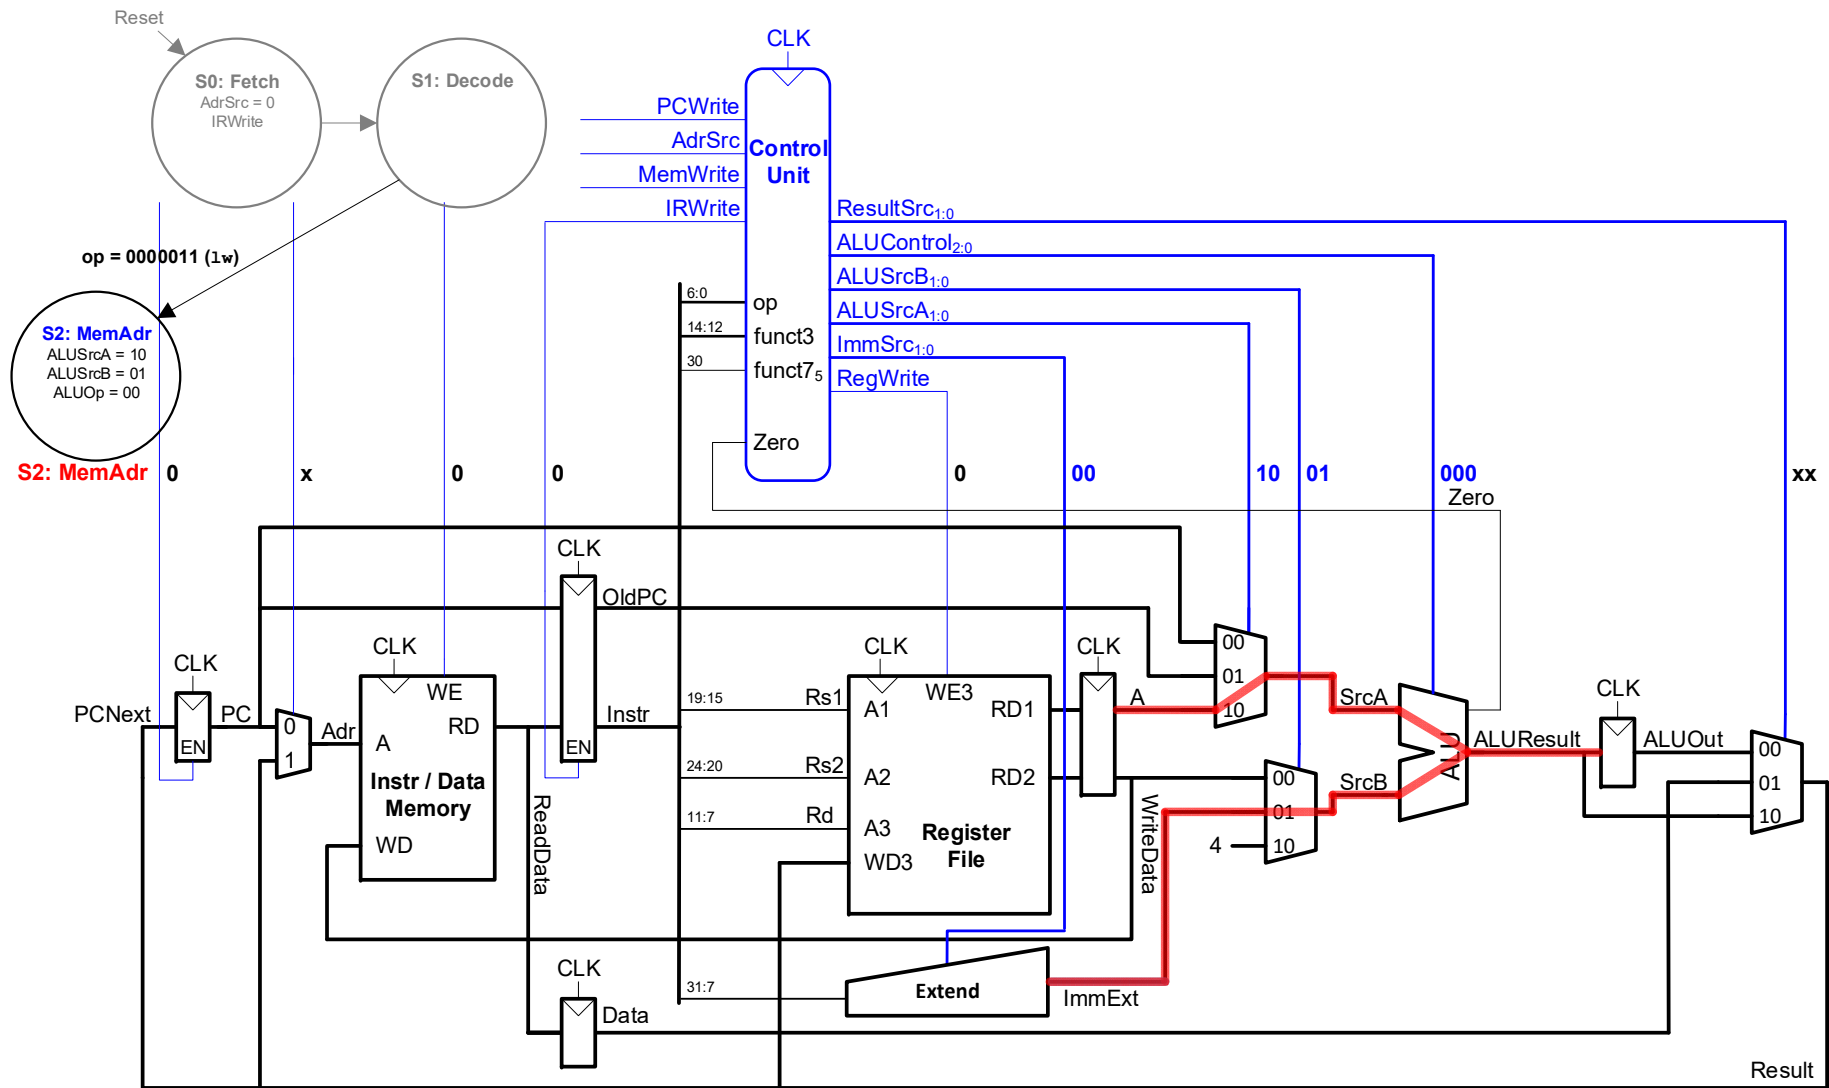 Reset
S0: Fetch
AdrSrc = 0
IRWrite
S1: Decode
op = 0000011 (lw)
S2: MemAdr
ALUSrcA = 10
ALUSrcB = 01
ALUOp = 00
S2: MemAdr
0
x
0
0
0
00
10
01
000
xx
CLK
Control
Unit
PCWrite
AdrSrc
MemWrite
IRWrite
ResultSrc1:0
ALUControl2:0
ALUSrcB1:0
ALUSrcA1:0
ImmSrc1:0
RegWrite
6:0
op
14:12
funct3
30
funct75
Zero
Zero
PCNext
CLK
EN
PC
0
1
Adr
CLK
WE
A
RD
Instr / Data
Memory
WD
ReadData
CLK
OldPC
EN
Instr
CLK
Data
19:15
Rs1
24:20
Rs2
11:7
Rd
31:7
CLK
WE3
A1
RD1
A2
RD2
A3
Register
File
WD3
Extend
ImmExt
CLK
A
WriteData
00
01
10
SrcA
00
01
10
4
SrcB
ALU
ALUResult
CLK
ALUOut
00
01
10
Result